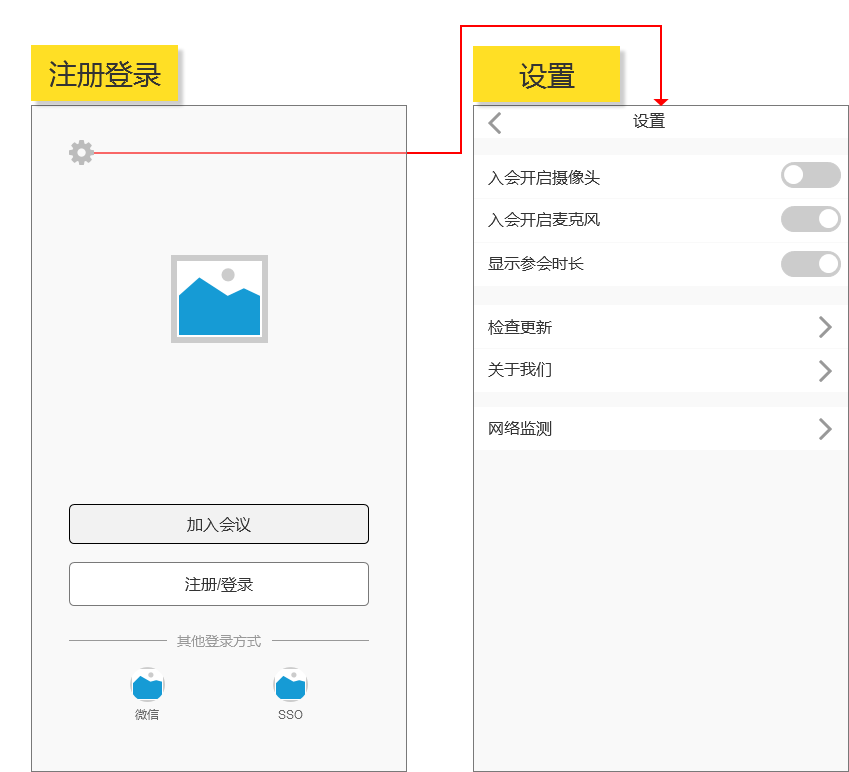 注册登录
加入会议
注册/登录
其他登录方式
微信
SSO
设置
设置
入会开启摄像头
入会开启麦克风
显示参会时长
检查更新
关于我们
网络监测